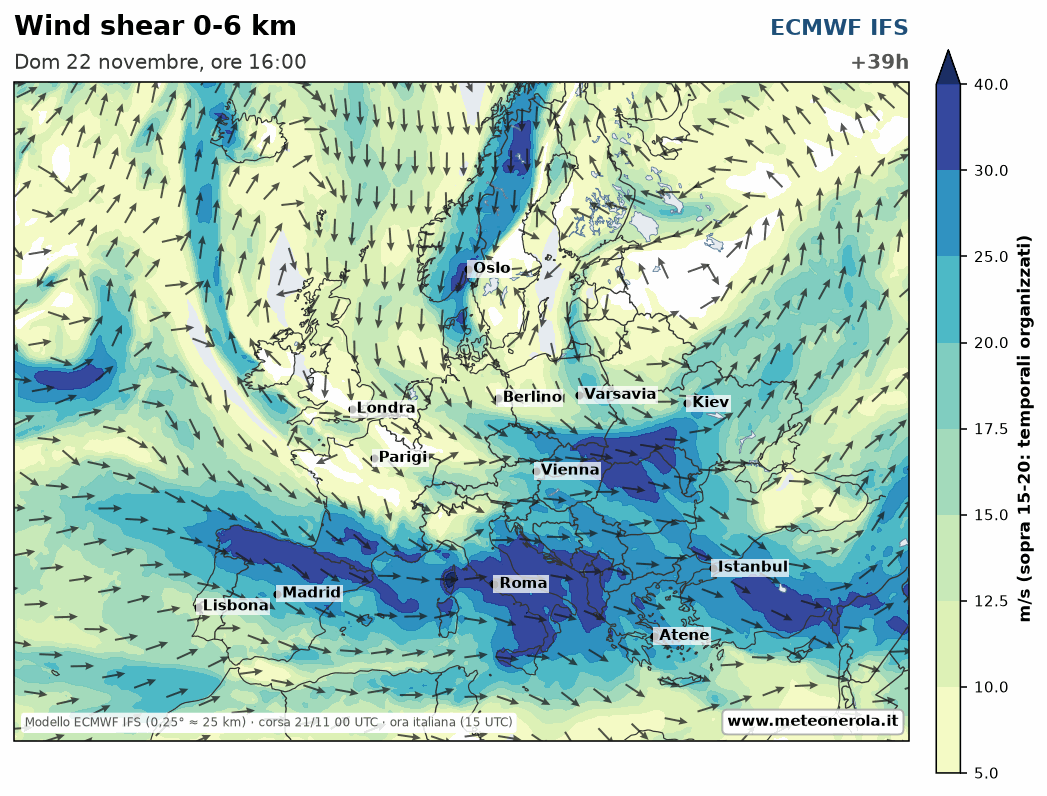 Wind shear 0-6 km
ECMWF IFS
Dom 22 novembre, ore 16:00
+39h
40.0
30.0
25.0
20.0
17.5
15.0
12.5
10.0
5.0
m/s (sopra 15-20: temporali organizzati)
Oslo
Londra
Berlino
Varsavia
Kiev
Parigi
Vienna
Istanbul
Roma
Madrid
Lisbona
Atene
Modello ECMWF IFS (0,25° ≈ 25 km) · corsa 21/11 00 UTC · ora italiana (15 UTC)
www.meteonerola.it